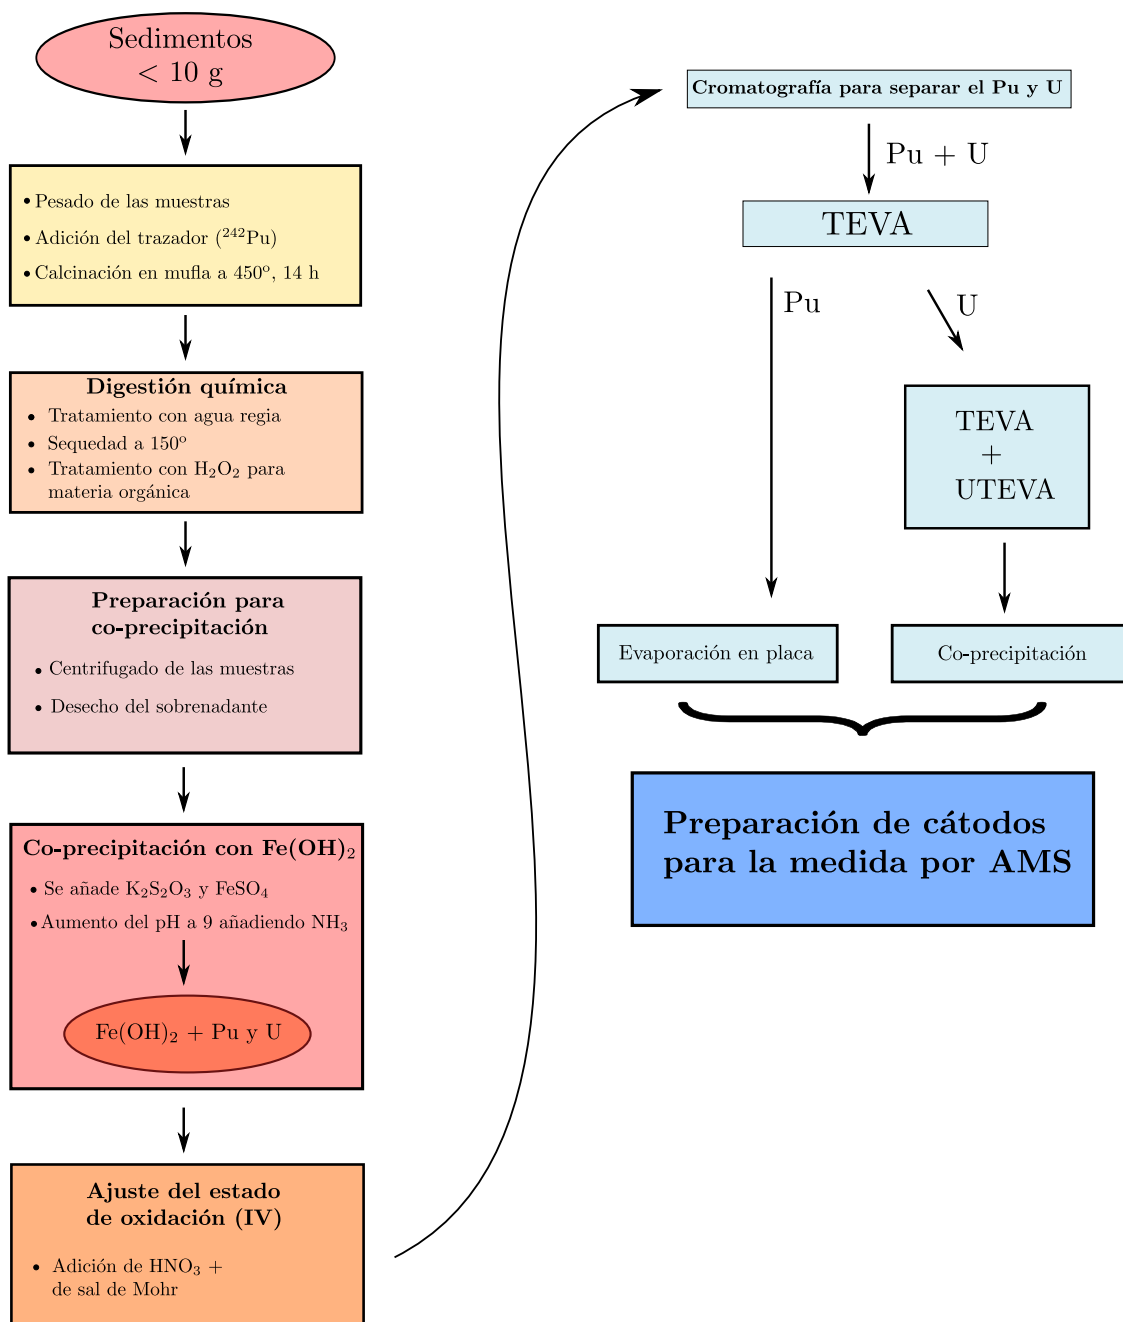 Sedimentos
< 10 g
• Pesado de las muestras
• Adición del trazador (²⁴²Pu)
• Calcinación en mufla a 450º, 14 h
Digestión química
• Tratamiento con agua regia
• Sequedad a 150º
• Tratamiento con H₂O₂ para
materia orgánica
Preparación para
co-precipitación
• Centrifugado de las muestras
• Desecho del sobrenadante
Co-precipitación con Fe(OH)₂
• Se añade K₂S₂O₃ y FeSO₄
• Aumento del pH a 9 añadiendo NH₃
Fe(OH)₂ + Pu y U
Ajuste del estado
de oxidación (IV)
• Adición de HNO₃ +
de sal de Mohr
Cromatografía para separar el Pu y U
Pu + U
TEVA
Pu
U
TEVA
+
UTEVA
Evaporación en placa
Co-precipitación
Preparación de cátodos
para la medida por AMS